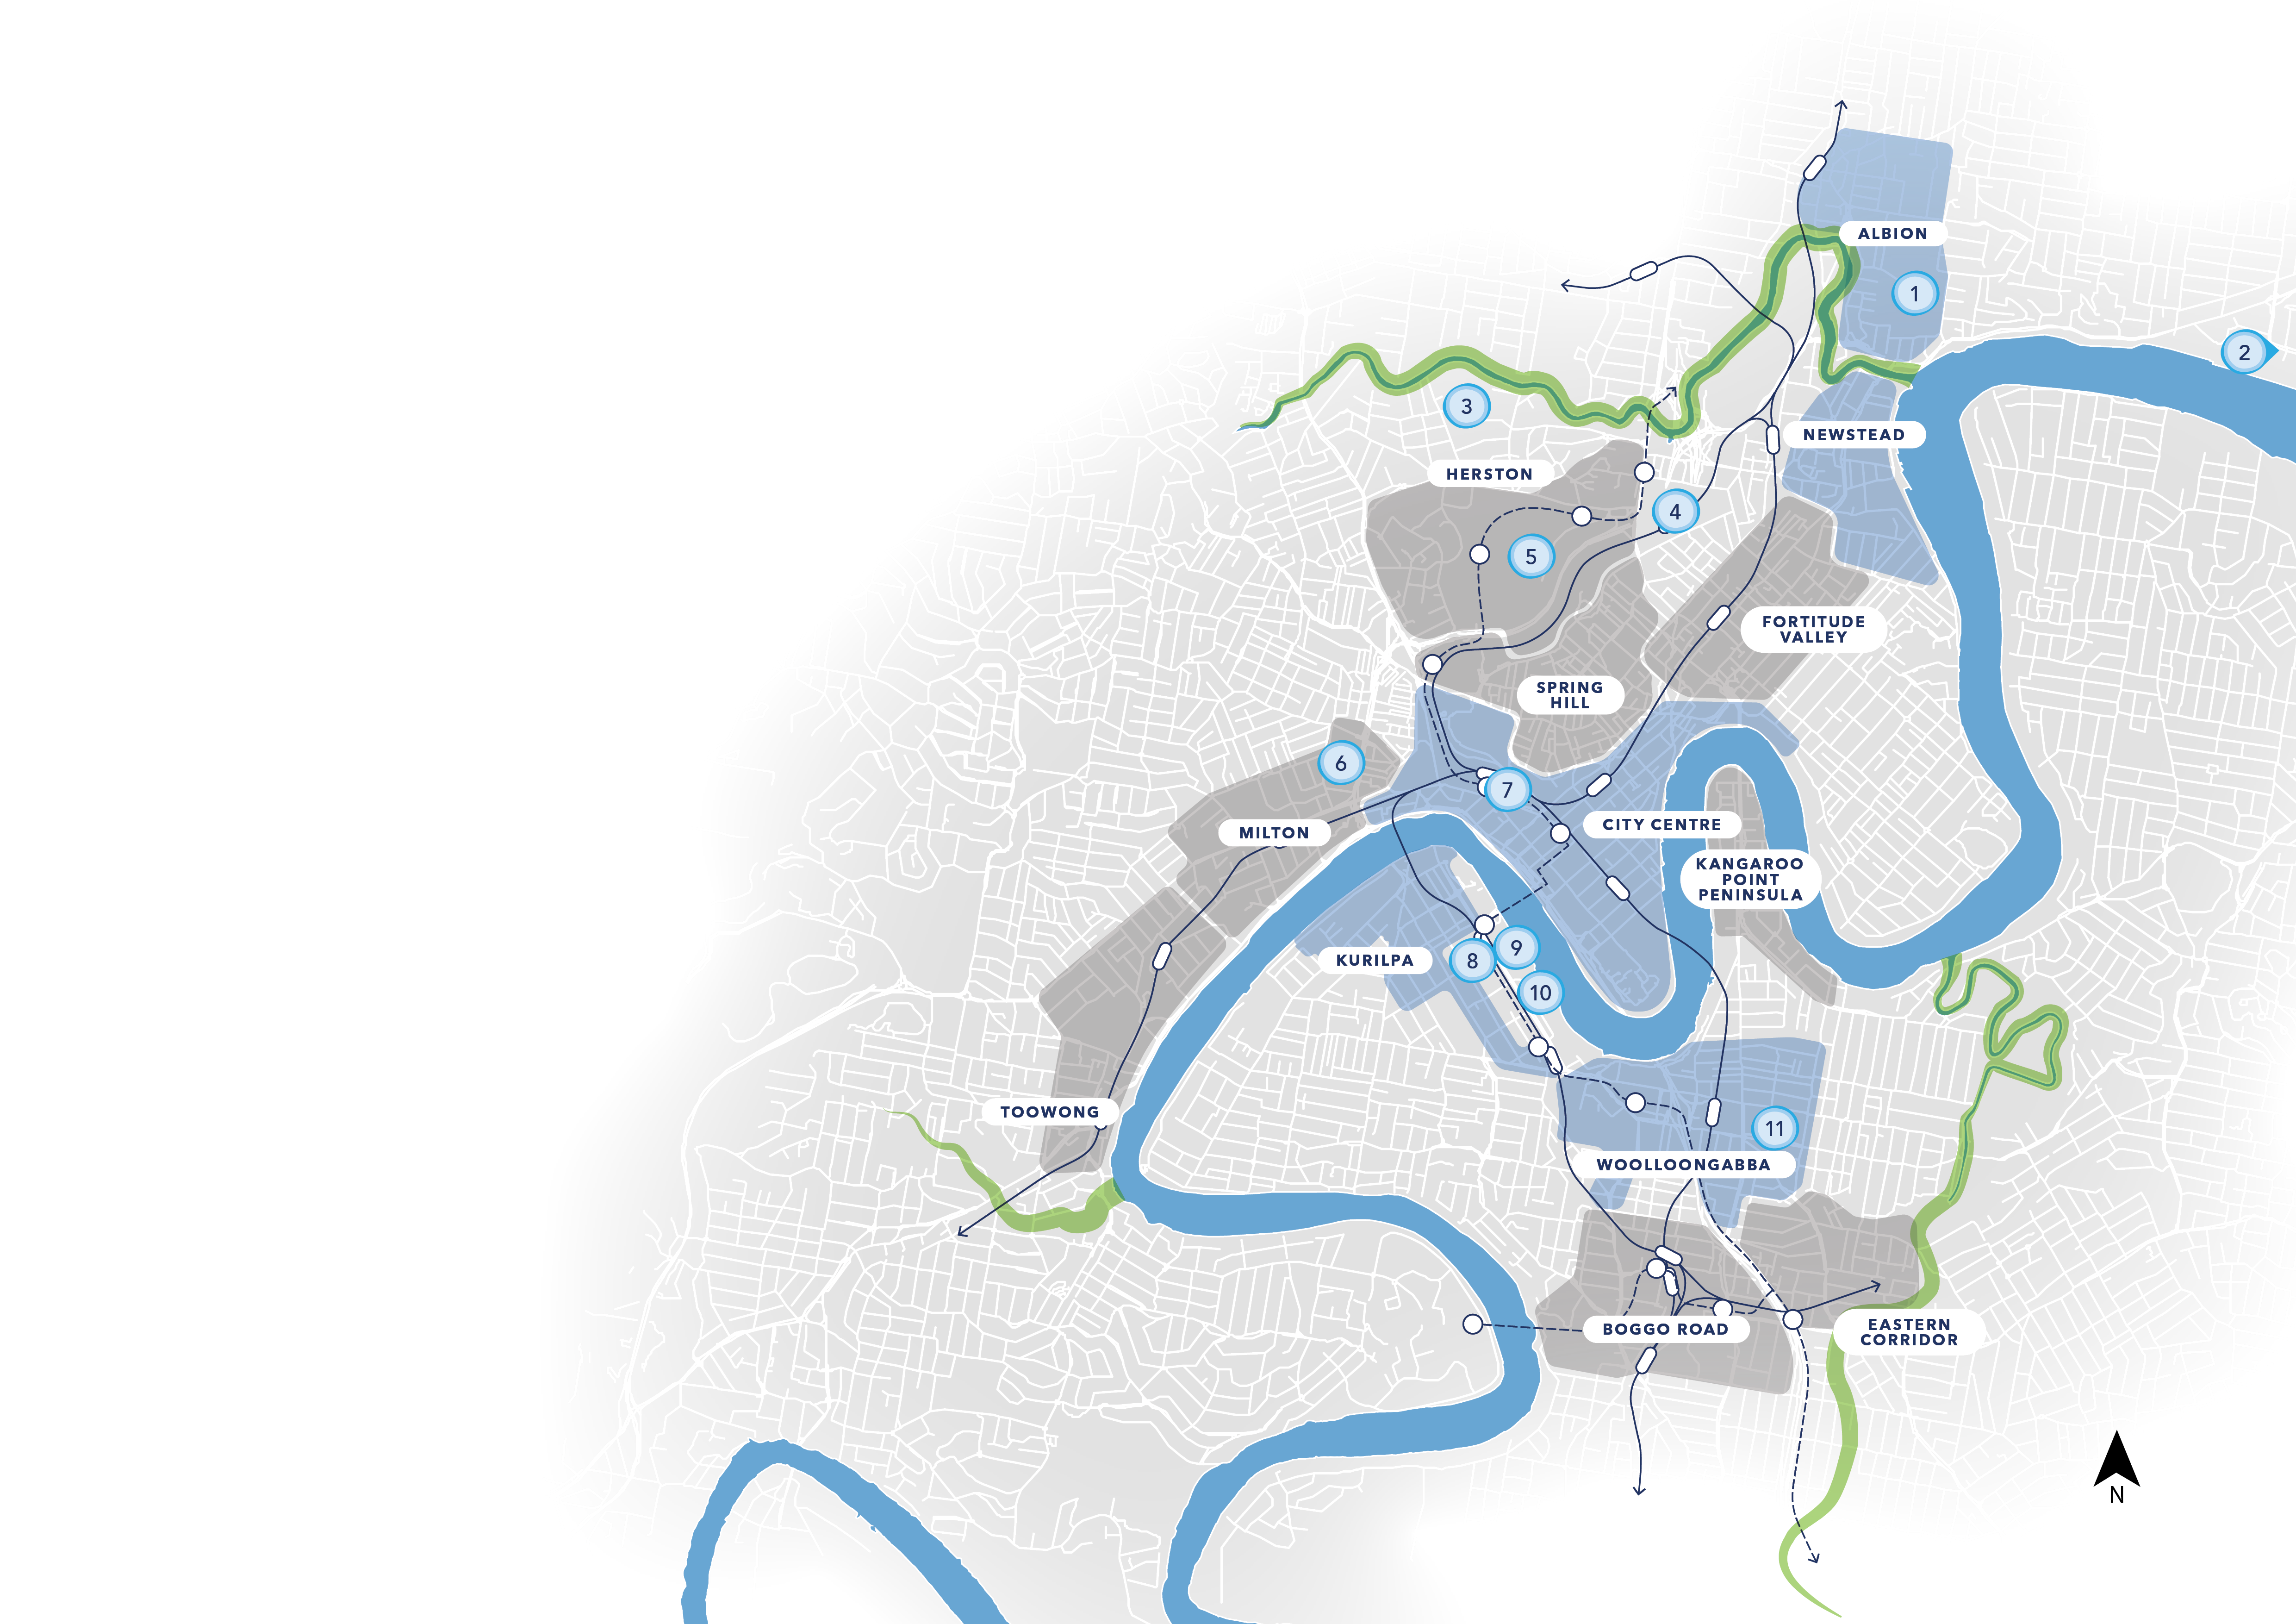 ALBION
1
2
3
NEWSTEAD
HERSTON
4
5
FORTITUDE
VALLEY
SPRING
HILL
6
7
CITY CENTRE
MILTON
KANGAROO
POINT
PENINSULA
KURILPA
8
9
10
TOOWONG
11
WOOLLOONGABBA
BOGGO ROAD
EASTERN
CORRIDOR
N